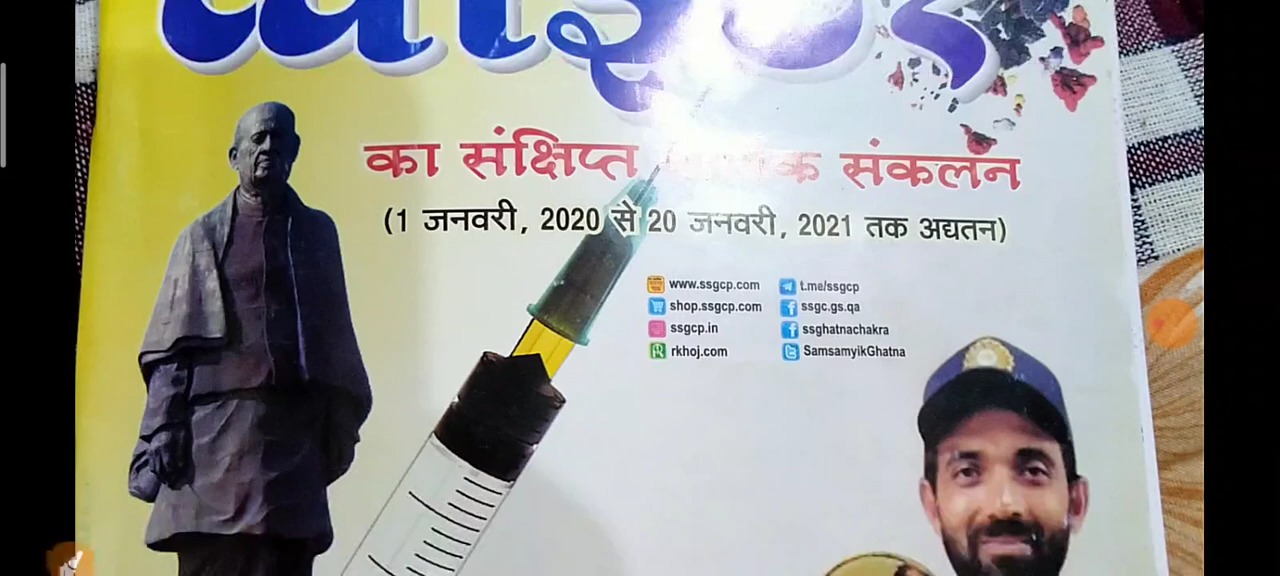 का संक्षिप्त संकलन
(1 जनवरी, 2020 से 20 जनवरी, 2021 तक अद्यतन)
www.ssgcp.com t.me/ssgcp
shop.ssgcp.com ssgc.gs.qa
ssgcp.in ssghatnachakra
rkhoj.com SamsamyikGhatna